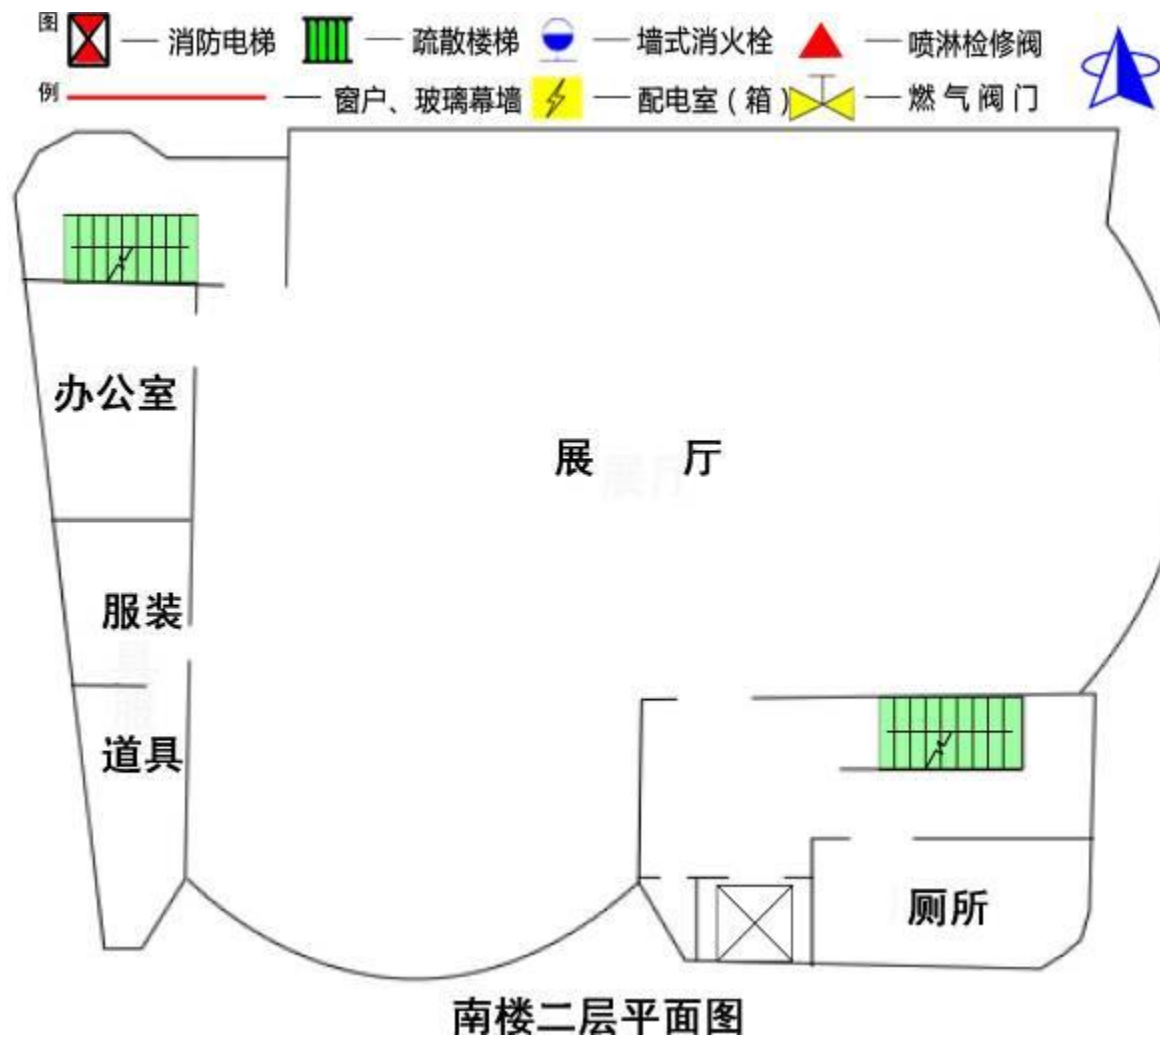 图 — 消防电梯 — 疏散楼梯 — 墙式消火栓 — 喷淋检修阀
例 — 窗户、玻璃幕墙 — 配电室（箱） — 燃气阀门
办公室
展 厅
展厅
服装
道具
厕所
南楼二层平面图